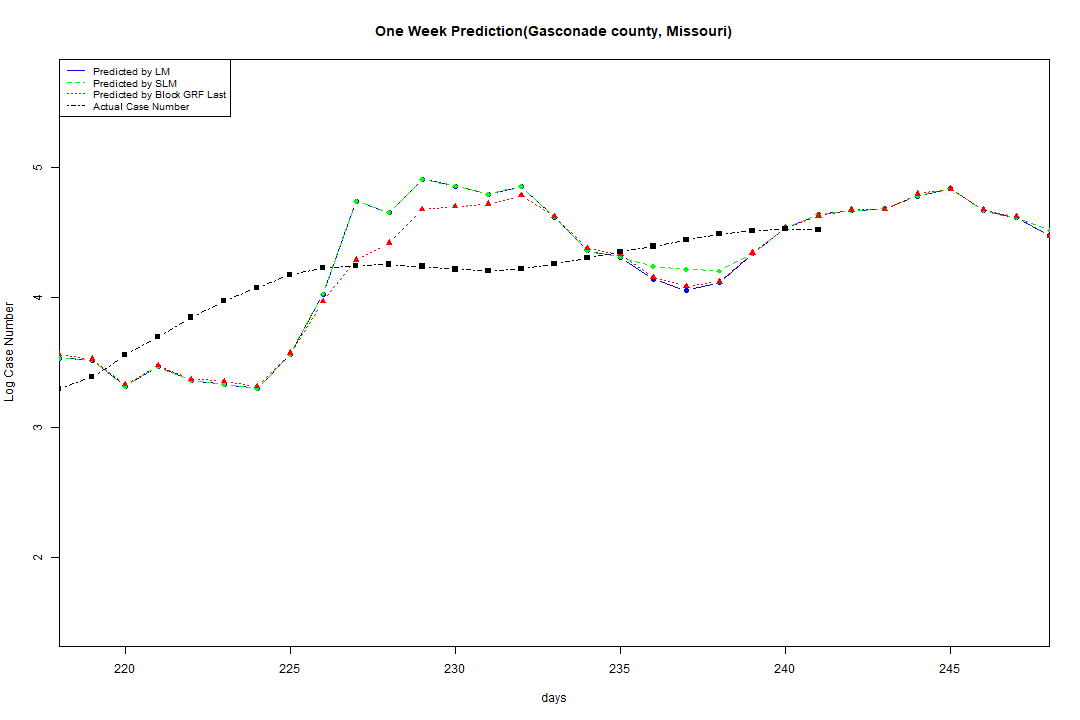 One Week Prediction(Gasconade county, Missouri)
Predicted by LM
Predicted by SLM
Predicted by Block GRF Last
Actual Case Number
5
4
3
2
Log Case Number
220 225 230 235 240 245
days